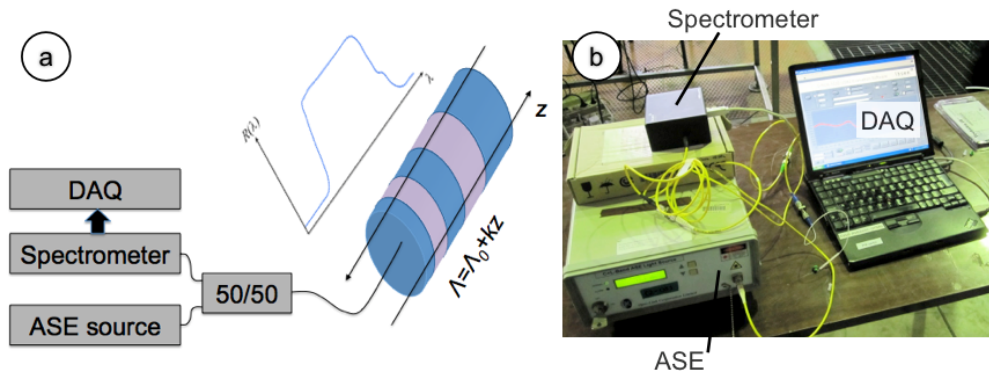 a
DAQ
Spectrometer
ASE source
50/50
R(λ)
λ
z
Λ=Λ₀+kz
Spectrometer
b
DAQ
ASE